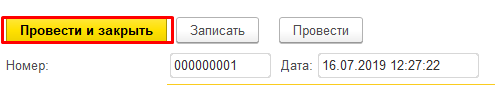 Провести и закрыть Записать Провести
Номер: 000000001 Дата: 16.07.2019 12:27:22